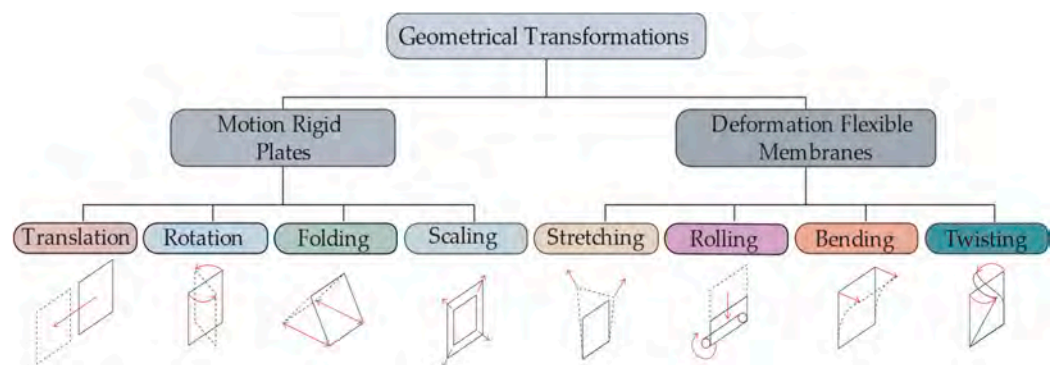 Geometrical Transformations
Motion Rigid
Plates
Deformation Flexible
Membranes
Translation
Rotation
Folding
Scaling
Stretching
Rolling
Bending
Twisting